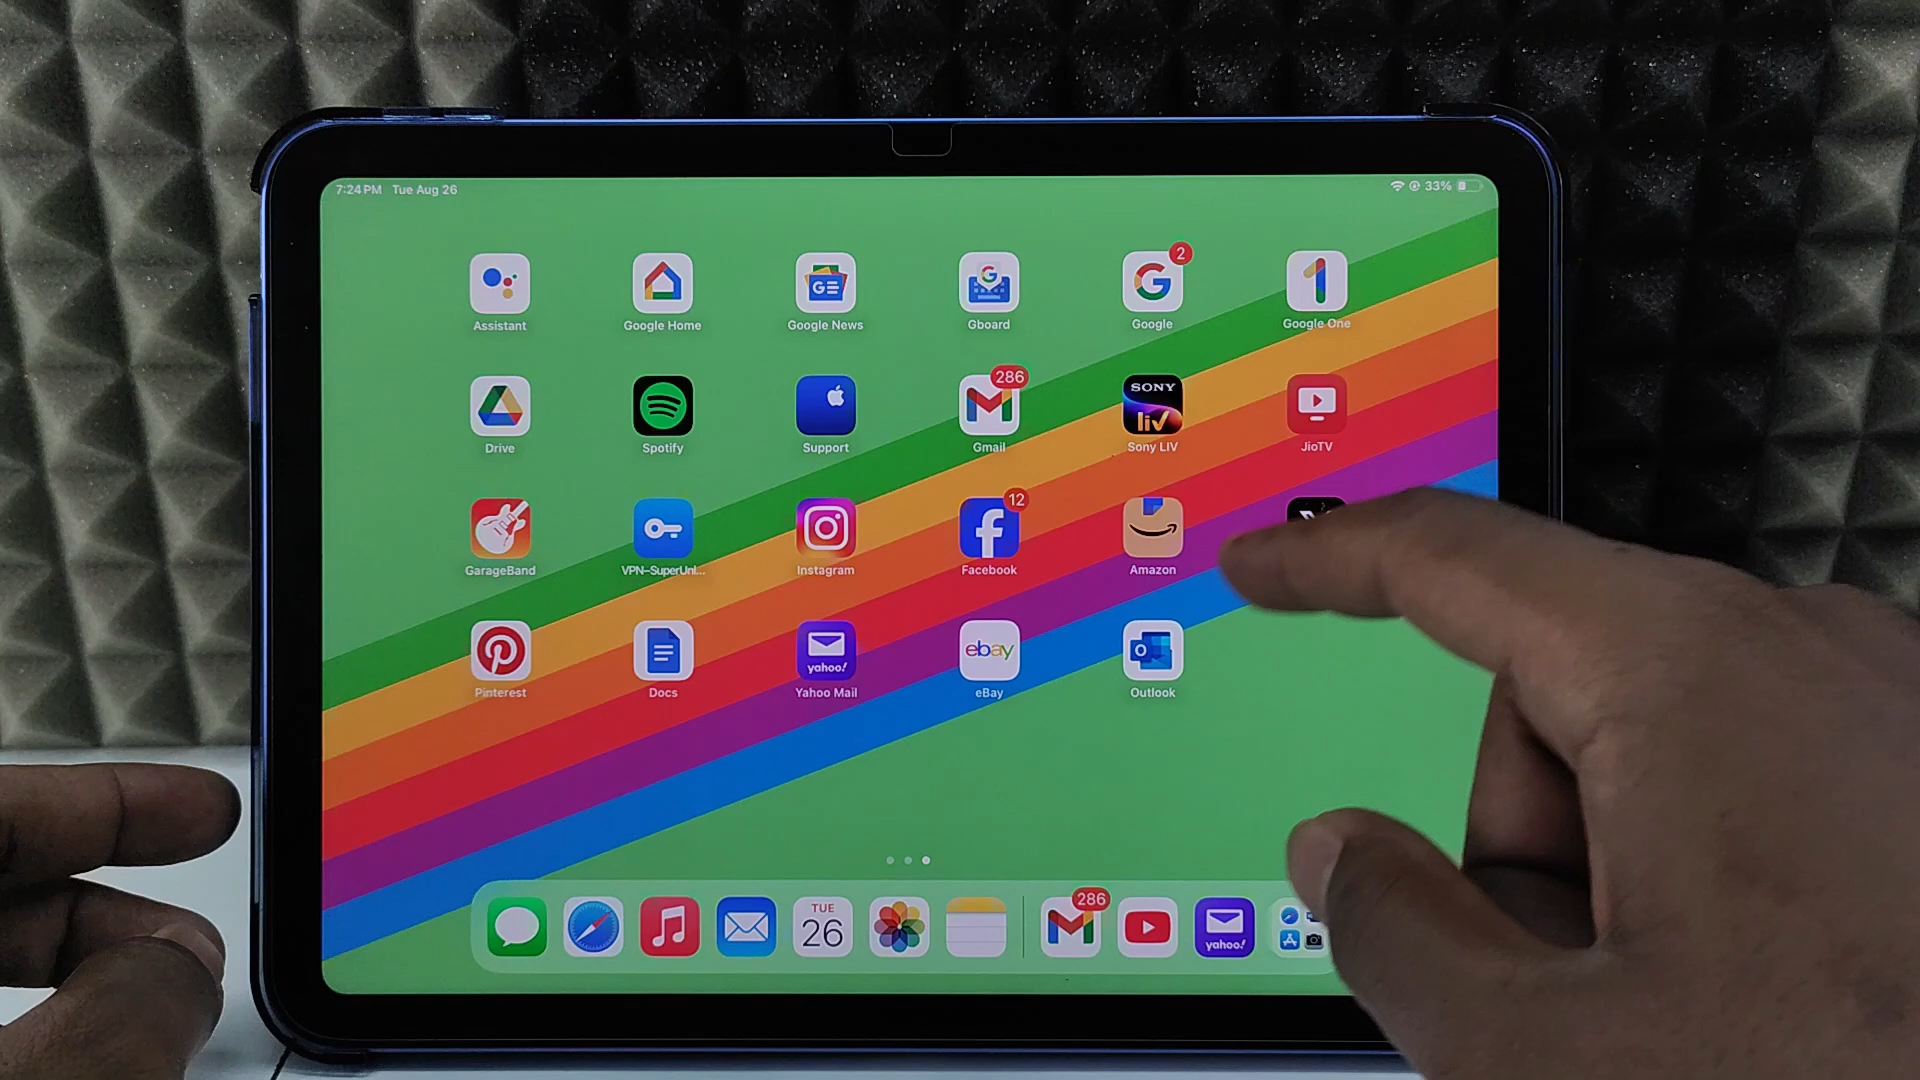 7:24 PM Tue Aug 26
33%
2
Assistant
Google Home
Google News
Gboard
Google
Google One
286
SONY
liv
Drive
Spotify
Support
Gmail
Sony LIV
JioTV
12
GarageBand
VPN-SuperUnl...
Instagram
Facebook
Amazon
yahoo!
ebay
Pinterest
Docs
Yahoo Mail
eBay
Outlook
TUE
26
286
yahoo!